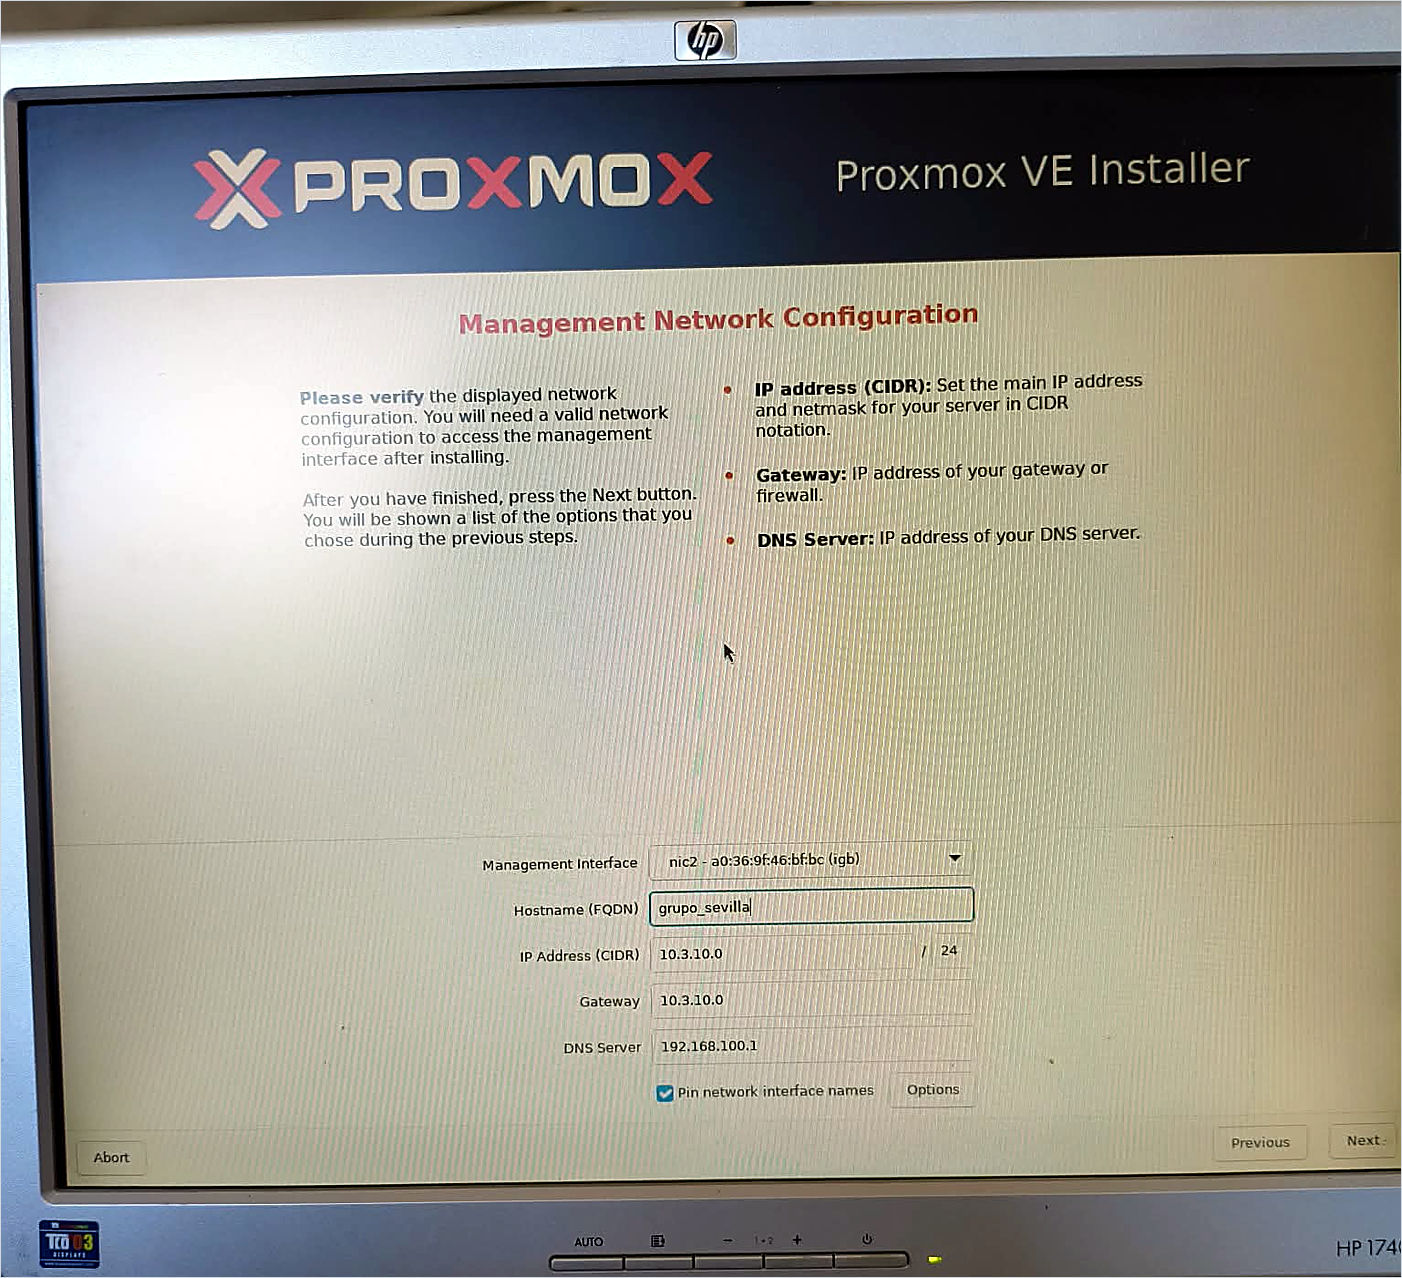 hp
PROXMOX
Proxmox VE Installer
Management Network Configuration
Please verify the displayed network
configuration. You will need a valid network
configuration to access the management
interface after installing.
After you have finished, press the Next button.
You will be shown a list of the options that you
chose during the previous steps.
IP address (CIDR): Set the main IP address
and netmask for your server in CIDR
notation.
Gateway: IP address of your gateway or
firewall.
DNS Server: IP address of your DNS server.
Management Interface nic2 - a0:36:9f:46:bf:bc (igb)
Hostname (FQDN) grupo_sevilla
IP Address (CIDR) 10.3.10.0 / 24
Gateway 10.3.10.0
DNS Server 192.168.100.1
Pin network interface names Options
Abort Previous Next
TCO 03
DISPLAYS
AUTO - 1•2 +
HP 174